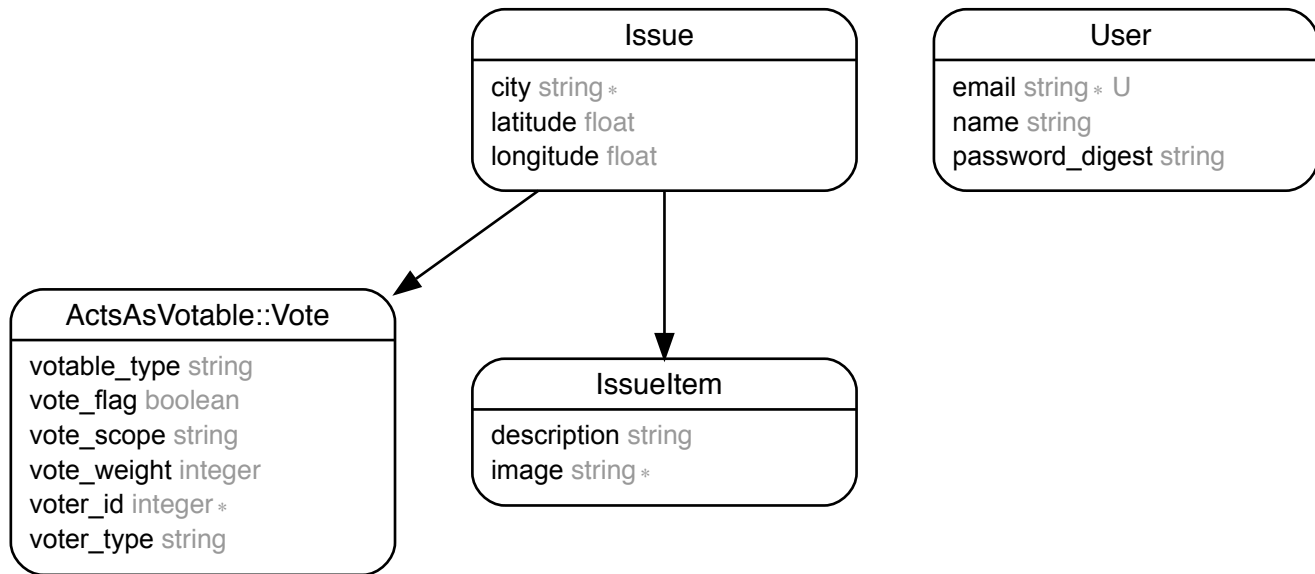 Issue
city string *
latitude float
longitude float
User
email string * U
name string
password_digest string
ActsAsVotable::Vote
votable_type string
vote_flag boolean
vote_scope string
vote_weight integer
voter_id integer *
voter_type string
IssueItem
description string
image string *